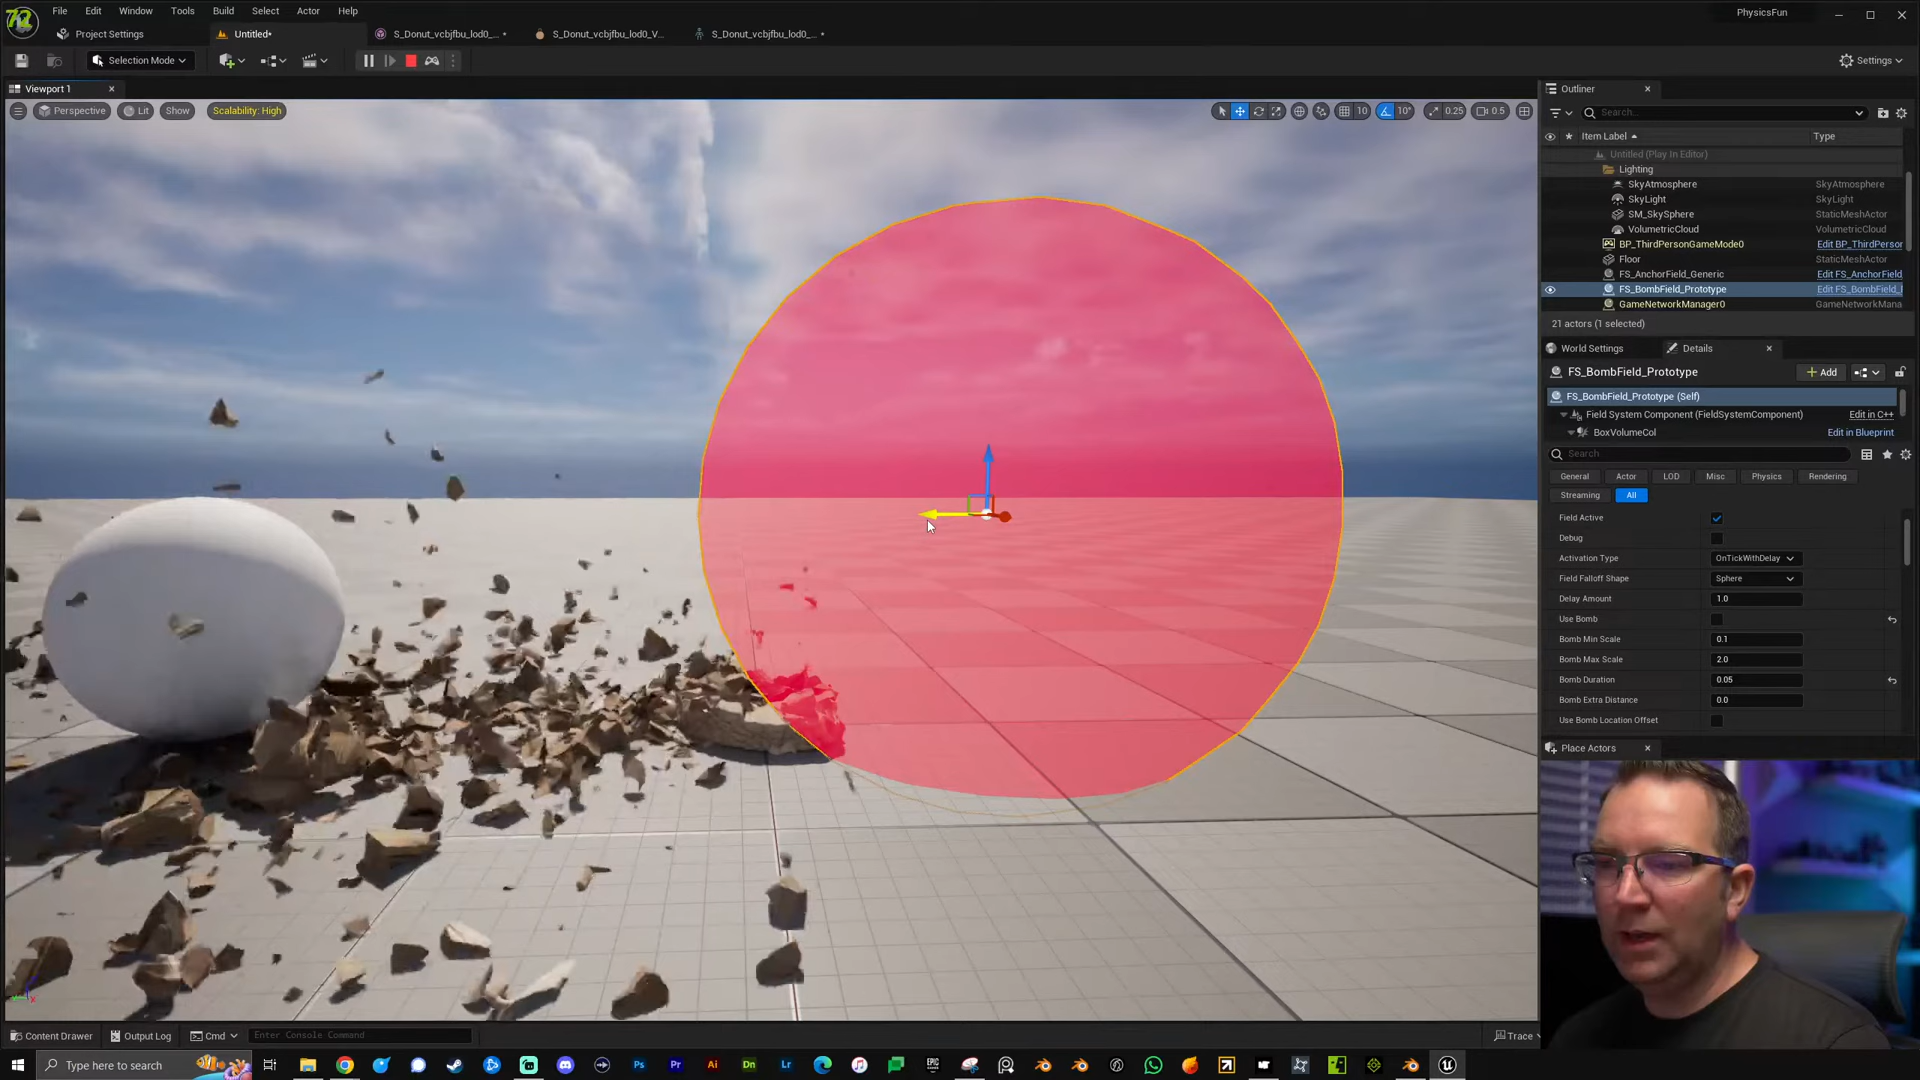 File Edit Window Tools Build Select Actor Help
PhysicsFun
Project Settings
Untitled*
S_Donut_vcbjfbu_lod0_... *
S_Donut_vcbjfbu_lod0_V...
S_Donut_vcbjfbu_lod0_... *
Selection Mode
Settings
Viewport 1
Perspective Lit Show Scalability: High
10 10° 0.25 0.5
Outliner
Search...
Item Label Type
Untitled (Play In Editor)
Lighting
SkyAtmosphere SkyAtmosphere
SkyLight SkyLight
SM_SkySphere StaticMeshActor
VolumetricCloud VolumetricCloud
BP_ThirdPersonGameMode0 Edit BP_ThirdPerson
Floor StaticMeshActor
FS_AnchorField_Generic Edit FS_AnchorField
FS_BombField_Prototype Edit FS_BombField_
GameNetworkManager0 GameNetworkMana
21 actors (1 selected)
World Settings Details
FS_BombField_Prototype
Add
FS_BombField_Prototype (Self)
Field System Component (FieldSystemComponent) Edit in C++
BoxVolumeCol Edit in Blueprint
Search
General Actor LOD Misc Physics Rendering
Streaming All
Field Active
Debug
Activation Type OnTickWithDelay
Field Falloff Shape Sphere
Delay Amount 1.0
Use Bomb
Bomb Min Scale 0.1
Bomb Max Scale 2.0
Bomb Duration 0.05
Bomb Extra Distance 0.0
Use Bomb Location Offset
Place Actors
Content Drawer Output Log Cmd Enter Console Command
Trace
Type here to search
Ps Pr Ai Dn Lr